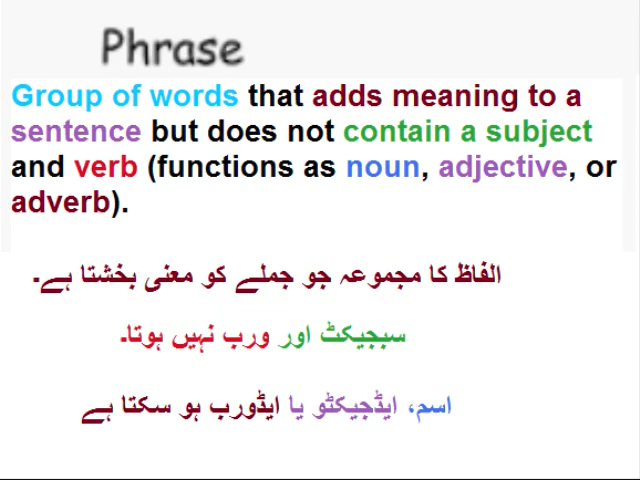 Phrase
Group of words that adds meaning to a
sentence but does not contain a subject
and verb (functions as noun, adjective, or
adverb).
الفاظ کا مجموعہ جو جملے کو معنی بخشتا ہے۔
سبجیکٹ اور ورب نہیں ہوتا۔
اسم، ایڈجیکٹو یا ایڈورب ہو سکتا ہے